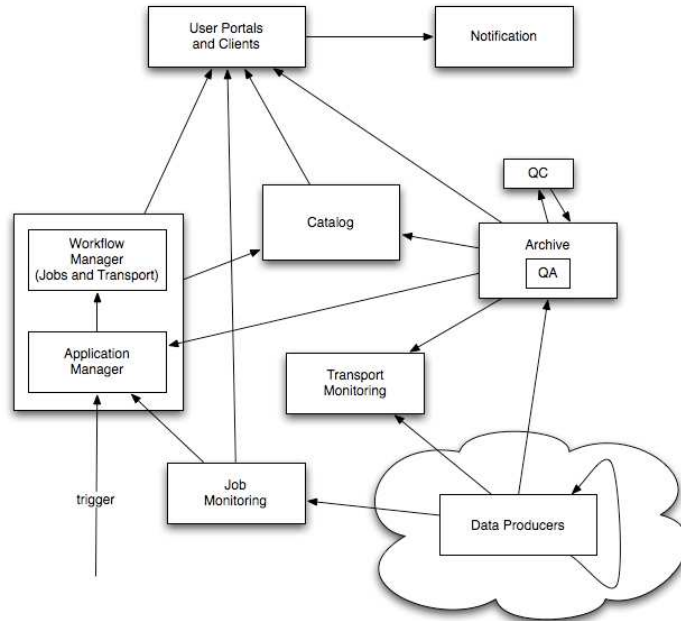 User Portals
and Clients
Notification
QC
Catalog
Archive
QA
Workflow
Manager
(Jobs and Transport)
Application
Manager
Transport
Monitoring
Job
Monitoring
trigger
Data Producers